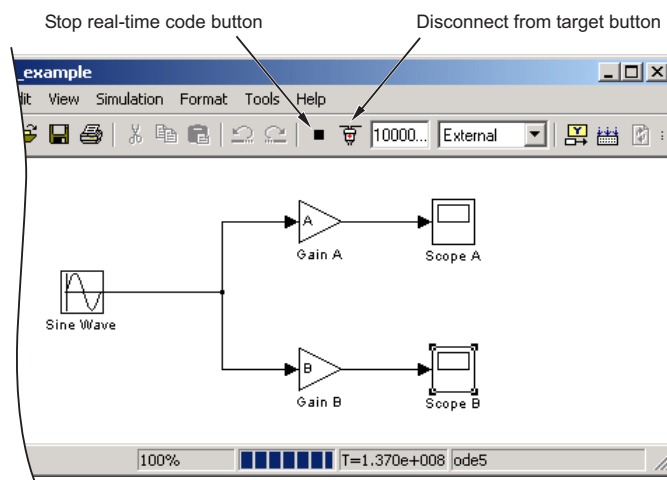 Stop real-time code button
Disconnect from target button
_example
View Simulation Format Tools Help
10000... External
A
Gain A
Scope A
Sine Wave
B
Gain B
Scope B
100% T=1.370e+008 ode5